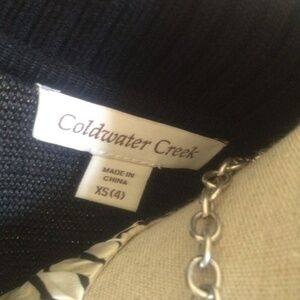 Coldwater Creek
MADE IN
CHINA
XS(4)